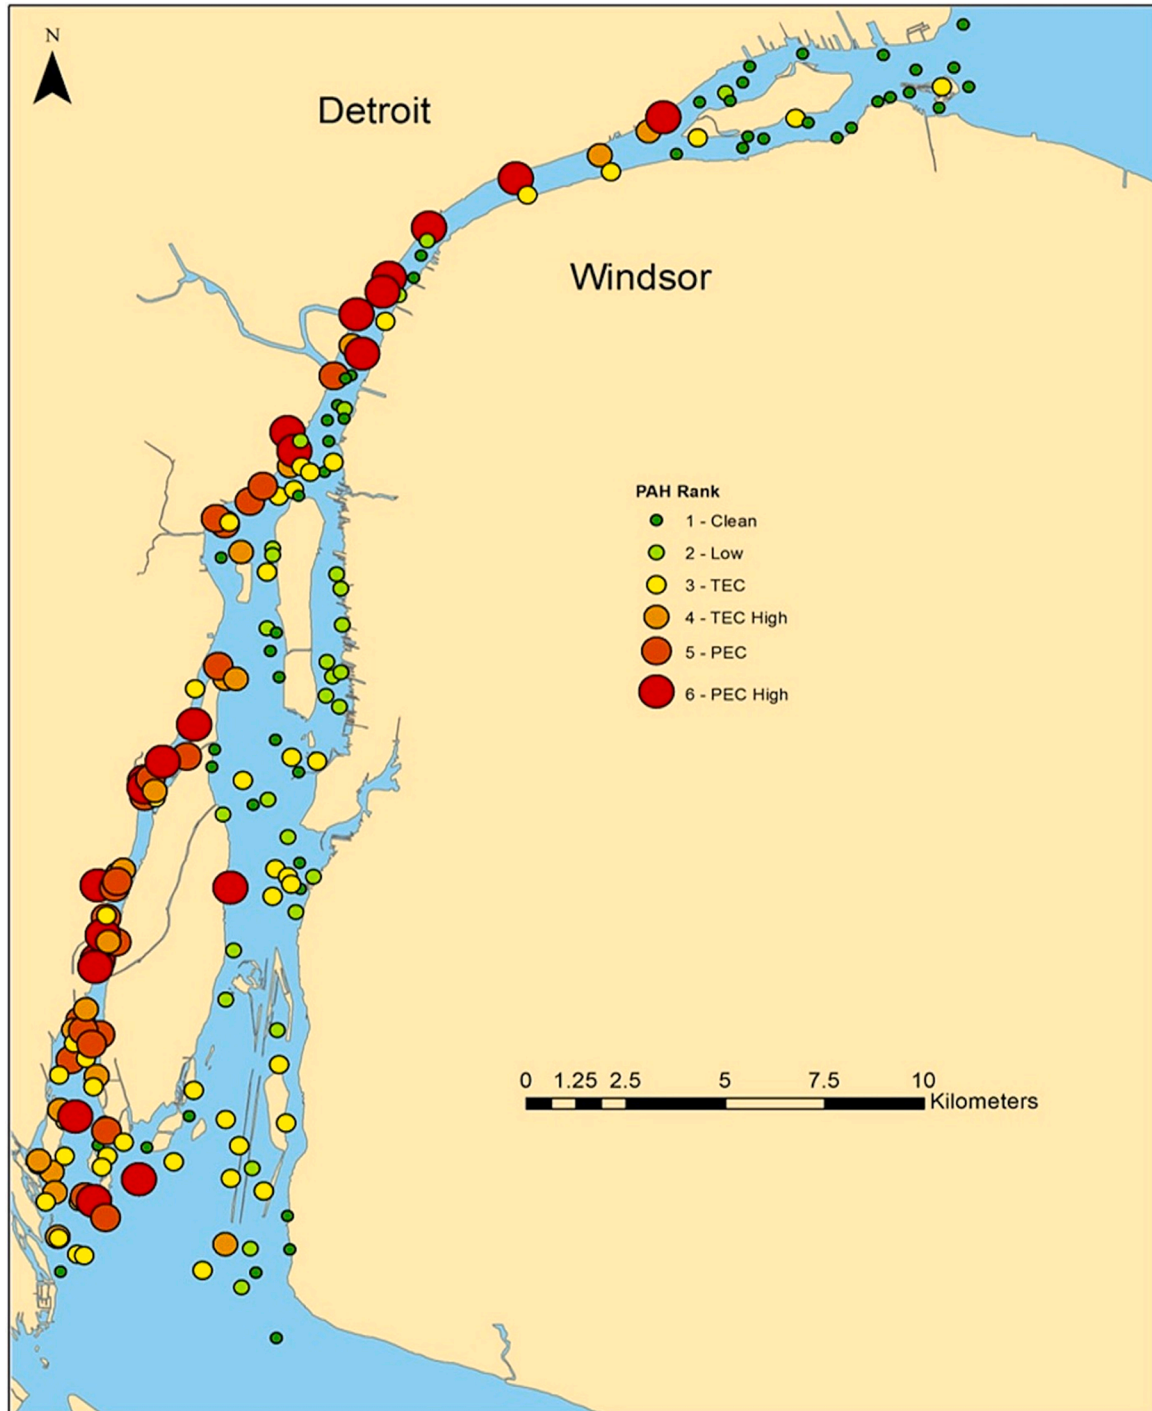 N
Detroit
Windsor
PAH Rank
1 - Clean
2 - Low
3 - TEC
4 - TEC High
5 - PEC
6 - PEC High
0 1.25 2.5 5 7.5 10
Kilometers